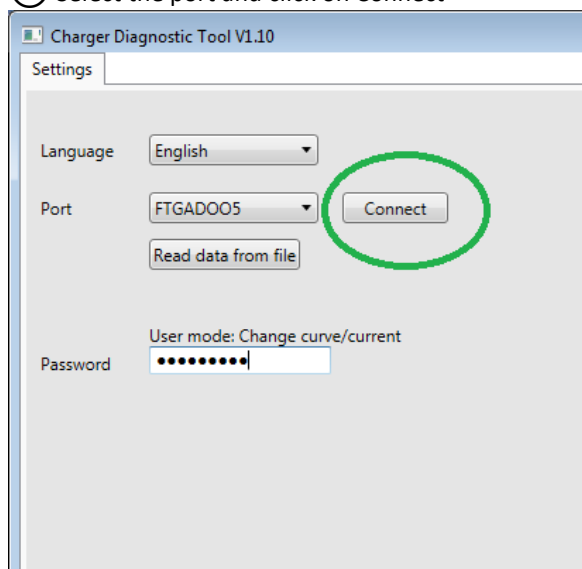 Select the port and click on Connect
Charger Diagnostic Tool V1.10
Settings
Language English
Port FTGADOO5 Connect
Read data from file
User mode: Change curve/current
Password •••••••••